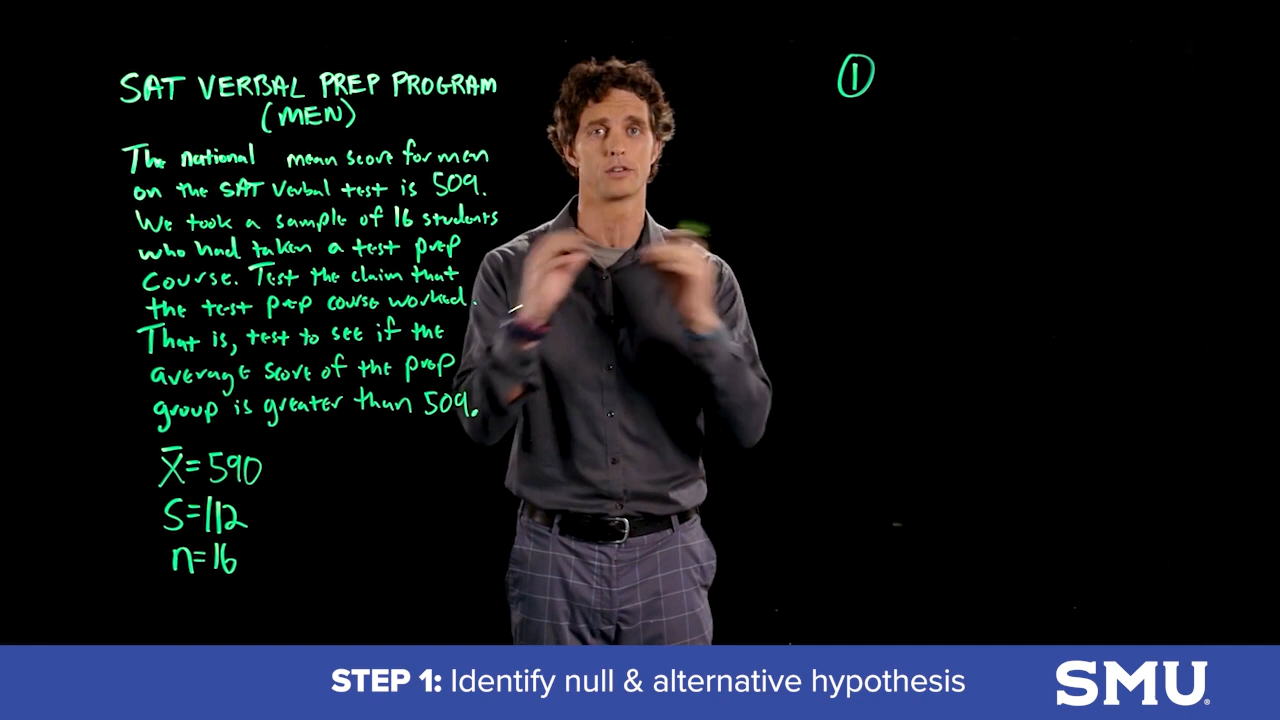 SAT VERBAL PREP PROGRAM
(MEN)
The national mean score for men
on the SAT Verbal test is 509.
We took a sample of 16 students
who had taken a test prep
course. Test the claim that
the test prep course worked.
That is, test to see if the
average score of the prep
group is greater than 509.
X̄=590
S=112
n=16
①
STEP 1: Identify null & alternative hypothesis
SMU.